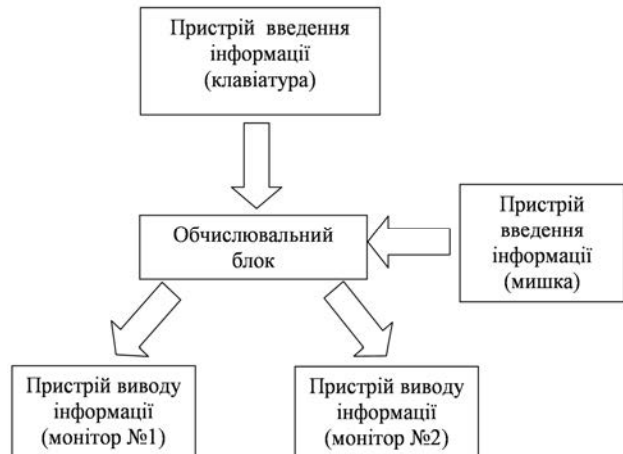 Пристрій введення
інформації
(клавіатура)
Обчислювальний
блок
Пристрій
введення
інформації
(мишка)
Пристрій виводу
інформації
(монітор №1)
Пристрій виводу
інформації
(монітор №2)